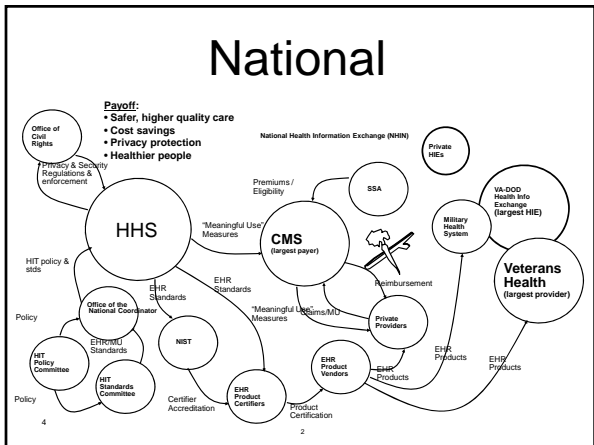 National
Payoff:
• Safer, higher quality care
• Cost savings
• Privacy protection
• Healthier people
Office of
Civil
Rights
Privacy & Security
Regulations &
enforcement
National Health Information Exchange (NHIN)
Private
HIEs
Premiums /
Eligibility
SSA
VA-DOD
Health Info
Exchange
(largest HIE)
Military
Health
System
HHS
"Meaningful Use"
Measures
CMS
(largest payer)
Veterans
Health
(largest provider)
HIT policy &
stds
EHR
Standards
EHR
Standards
Reimbursement
Office of the
National Coordinator
"Meaningful Use"
Measures
Claims/MU
Policy
EHR/MU
Standards
NIST
Private
Providers
HIT
Policy
Committee
HIT
Standards
Committee
EHR
Product
Vendors
EHR
Products
EHR
Products
EHR
Products
EHR
Product
Certifiers
Policy
Certifier
Accreditation
Product
Certification
4
2